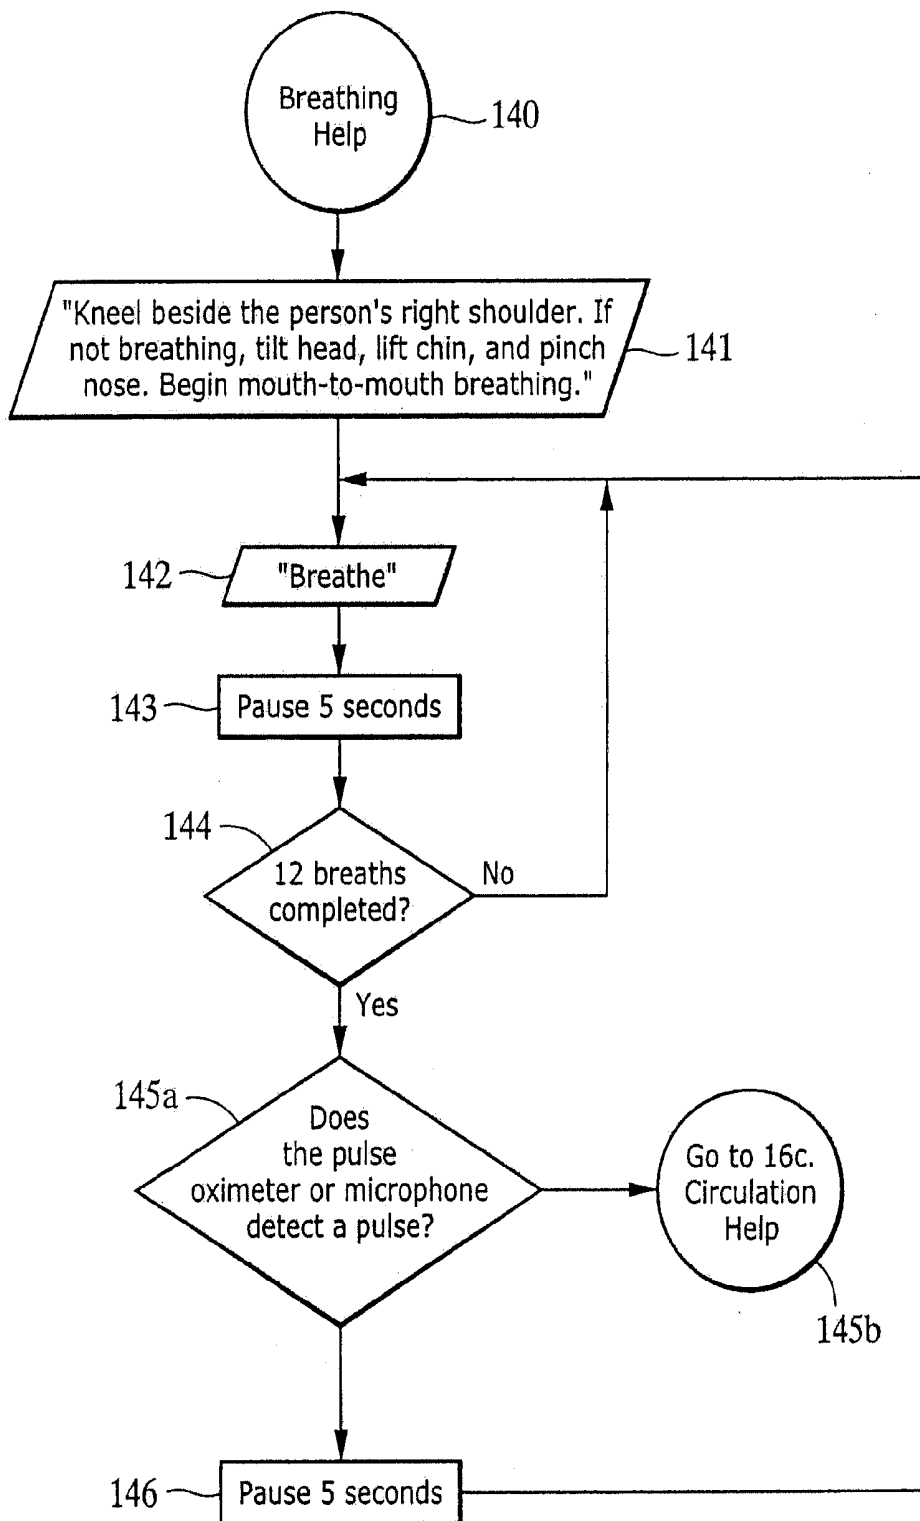 Breathing
Help
140
"Kneel beside the person's right shoulder. If
not breathing, tilt head, lift chin, and pinch
nose. Begin mouth-to-mouth breathing."
141
142
"Breathe"
143
Pause 5 seconds
144
12 breaths
completed?
No
Yes
145a
Does
the pulse
oximeter or microphone
detect a pulse?
Go to 16c.
Circulation
Help
145b
146
Pause 5 seconds